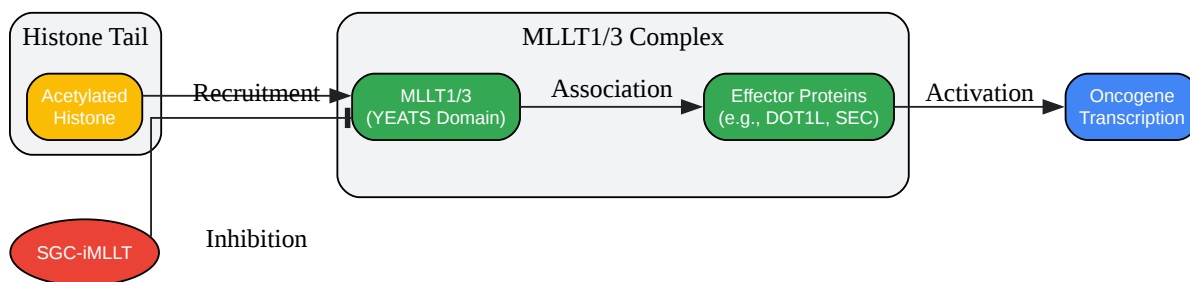 Histone Tail
MLLT1/3 Complex
Acetylated
Histone
Recruitment
MLLT1/3
(YEATS Domain)
Association
Effector Proteins
(e.g., DOT1L, SEC)
Activation
Oncogene
Transcription
SGC-iMLLT
Inhibition